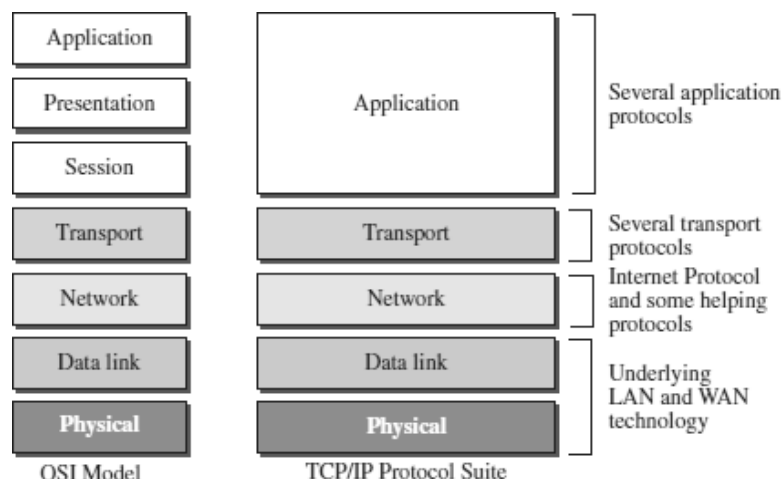 Application
Presentation
Session
Transport
Network
Data link
Physical
OSI Model
Application
Transport
Network
Data link
Physical
TCP/IP Protocol Suite
Several application
protocols
Several transport
protocols
Internet Protocol
and some helping
protocols
Underlying
LAN and WAN
technology